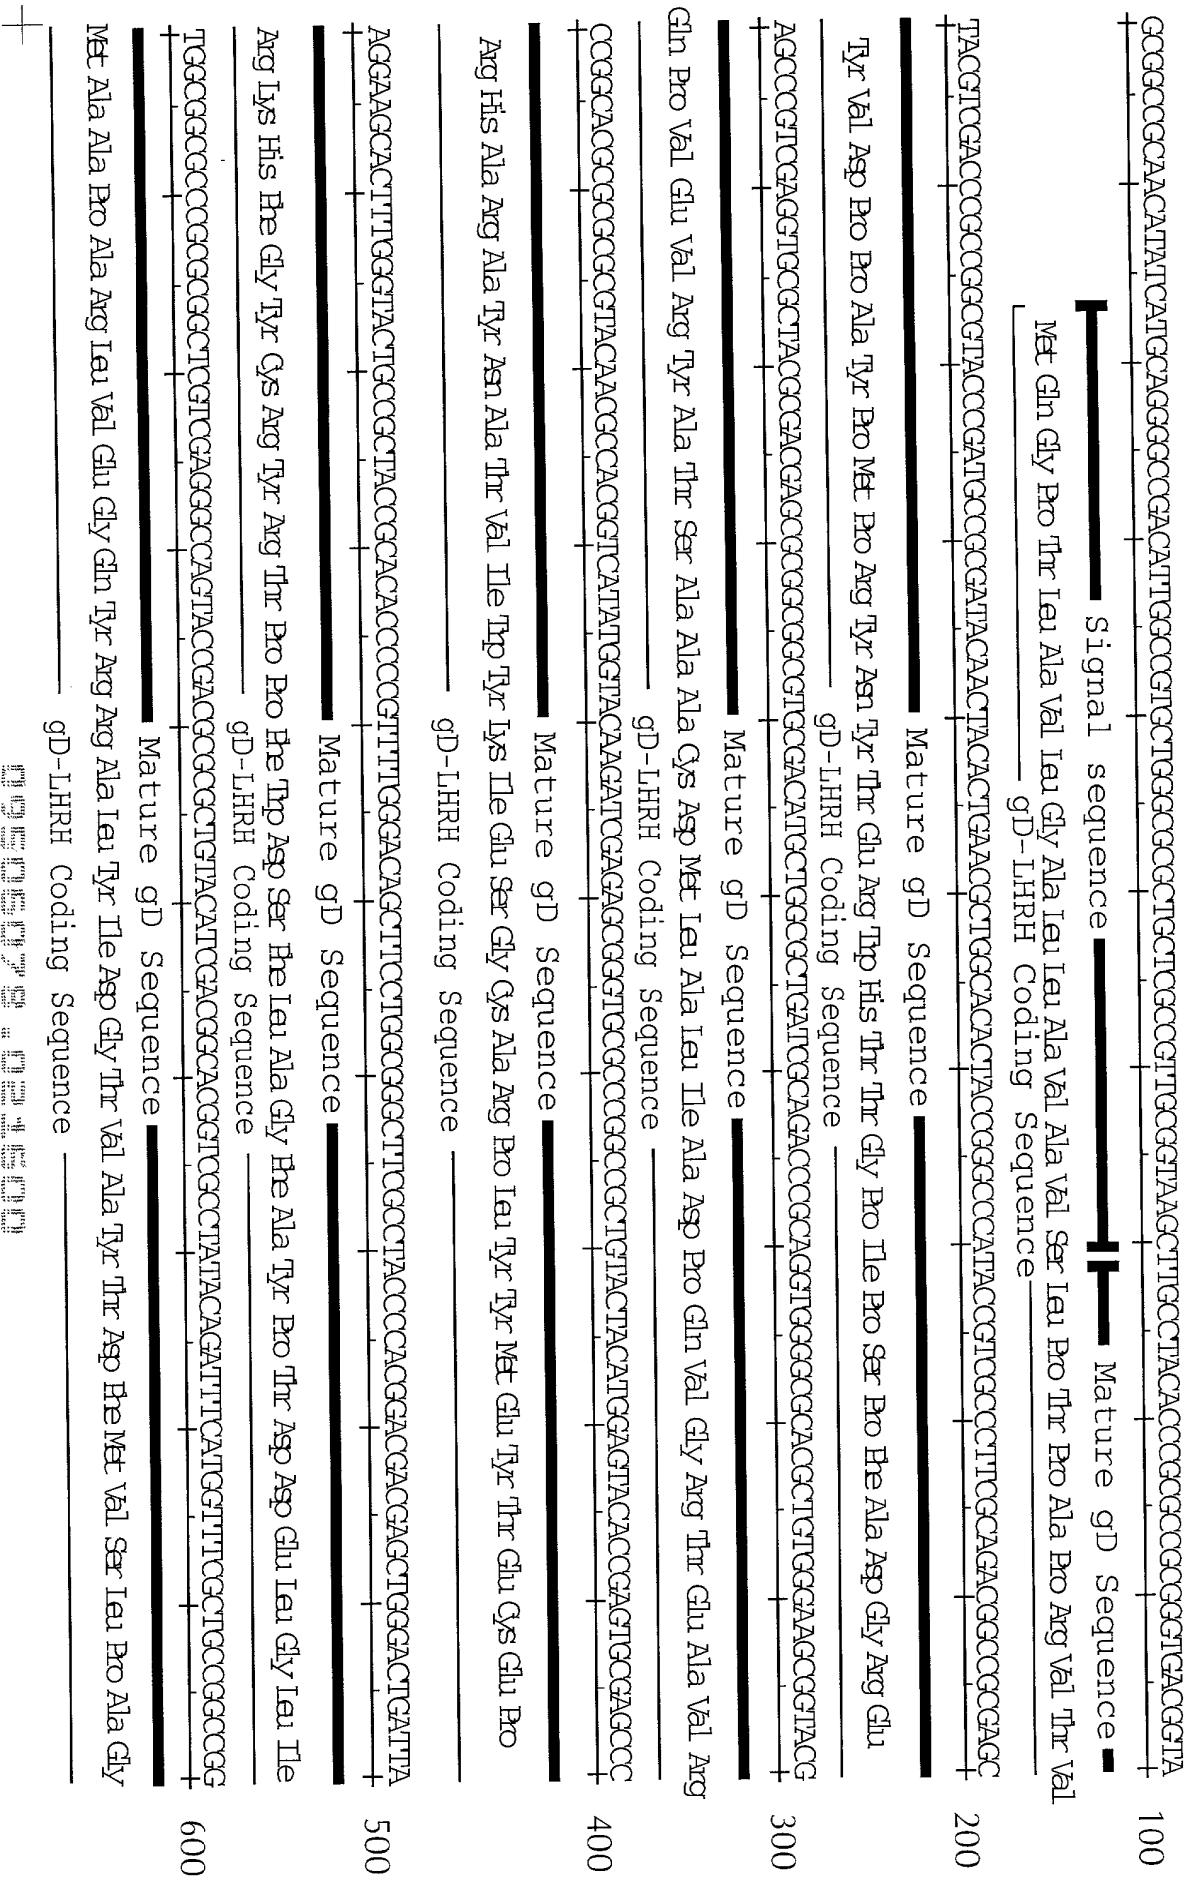 GCGGCCGCAACATATCATGCAGGGGCCGACATTGGCCGTGCTGGGCGCGCTGCTCGCCGTTGCGGTAAGCTTGCCTACACCCGCGCCGCGGGTGACGGTA 100
Signal sequence Mature gD Sequence
Met Gln Gly Pro Thr Leu Ala Val Leu Gly Ala Leu Leu Ala Val Ala Val Ser Leu Pro Thr Pro Ala Pro Arg Val Thr Val
gD-LHRH Coding Sequence
TACGTCGACCCGCCGGCGTACCCGATGCCGCGATACAACTACACTGAACGCTGGCACACTACCGGGCCCATACCGTCGCCCTTCGCAGACGGCCGCGAGC 200
Mature gD Sequence
Tyr Val Asp Pro Pro Ala Tyr Pro Met Pro Arg Tyr Asn Tyr Thr Glu Arg Trp His Thr Thr Gly Pro Ile Pro Ser Pro Phe Ala Asp Gly Arg Glu
gD-LHRH Coding Sequence
AGCCCGTCGAGGTGCGCTACGCGACGAGCGCGGCGGCGTGCGACATGCTGGCGCTGATCGCAGACCCGCAGGTGGGGCGCACGCTGTGGGAAGCGGTACG 300
Mature gD Sequence
Gln Pro Val Glu Val Arg Tyr Ala Thr Ser Ala Ala Ala Cys Asp Met Leu Ala Leu Ile Ala Asp Pro Gln Val Gly Arg Thr Glu Ala Val Arg
gD-LHRH Coding Sequence
CCGGCACGCGCGCGCGTACAACGCCACGGTCATATGGTACAAGATCGAGAGCGGGTGCGCCCGGCCGCTGTACTACATGGAGTACACCGAGTGCGAGCCC 400
Mature gD Sequence
Arg His Ala Arg Ala Tyr Asn Ala Thr Val Ile Trp Tyr Lys Ile Glu Ser Gly Cys Ala Arg Pro Leu Tyr Tyr Met Glu Tyr Thr Glu Cys Glu Pro
gD-LHRH Coding Sequence
AGGAAGCACTTTGGGTACTGCCGCTACCGCACACCCCCGTTTTGGGACAGCTTCCTGGCGGGCTTCGCCTACCCCACGGACGACGAGCTGGGACTGATTA 500
Mature gD Sequence
Arg Lys His Phe Gly Tyr Cys Arg Tyr Arg Thr Pro Pro Phe Trp Asp Ser Phe Leu Ala Gly Phe Ala Tyr Pro Thr Asp Asp Glu Leu Gly Leu Ile
gD-LHRH Coding Sequence
TGGCGGCGCCCGCGCGGCTCGTCGAGGGCCAGTACCGACGCGCGCTGTACATCGACGGCACGGTCGCCTATACAGATTTCATGGTTTCGCTGCCGGCCGG 600
Mature gD Sequence
Met Ala Ala Pro Ala Arg Leu Val Glu Gly Gln Tyr Arg Arg Ala Leu Tyr Ile Asp Gly Thr Val Ala Tyr Thr Asp Phe Met Val Ser Leu Pro Ala Gly
gD-LHRH Coding Sequence